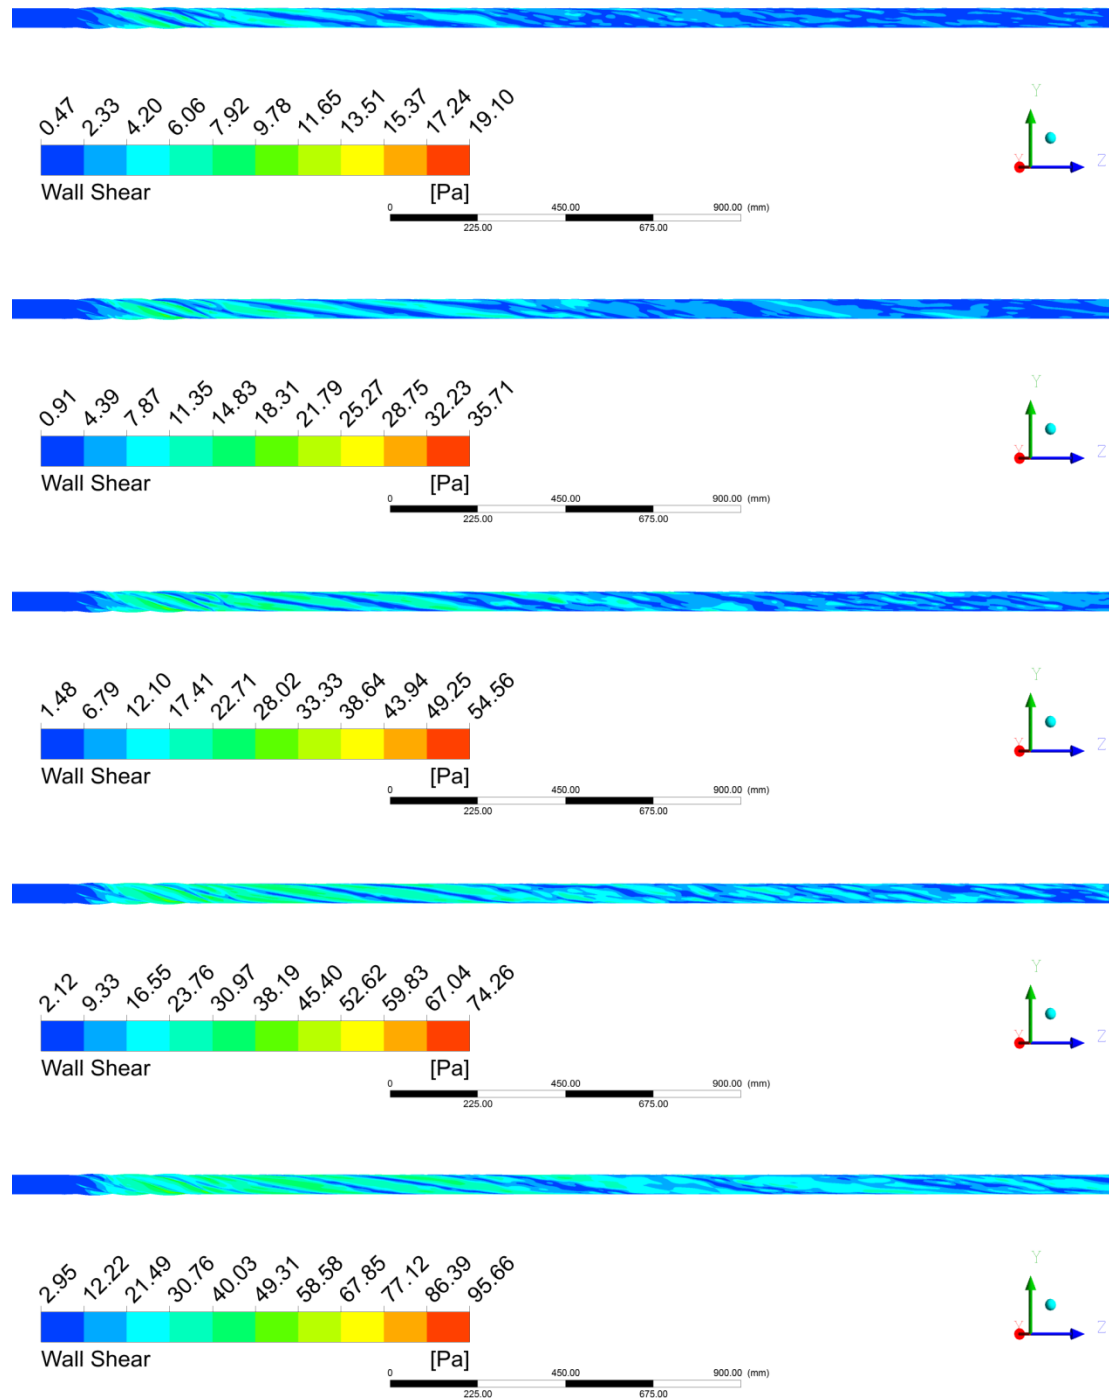 0.47 2.33 4.20 6.06 7.92 9.78 11.65 13.51 15.37 17.24 19.10
Wall Shear [Pa]
0 450.00 900.00 (mm)
225.00 675.00
Y
X Z
0.91 4.39 7.87 11.35 14.83 18.31 21.79 25.27 28.75 32.23 35.71
Wall Shear [Pa]
0 450.00 900.00 (mm)
225.00 675.00
Y
X Z
1.48 6.79 12.10 17.41 22.71 28.02 33.33 38.64 43.94 49.25 54.56
Wall Shear [Pa]
0 450.00 900.00 (mm)
225.00 675.00
Y
X Z
2.12 9.33 16.55 23.76 30.97 38.19 45.40 52.62 59.83 67.04 74.26
Wall Shear [Pa]
0 450.00 900.00 (mm)
225.00 675.00
Y
X Z
2.95 12.22 21.49 30.76 40.03 49.31 58.58 67.85 77.12 86.39 95.66
Wall Shear [Pa]
0 450.00 900.00 (mm)
225.00 675.00
Y
X Z